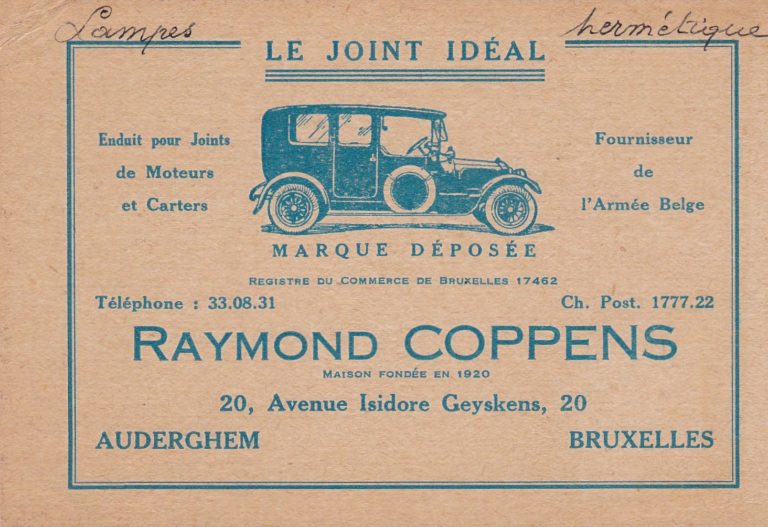 Lampes hermétique
LE JOINT IDÉAL
Enduit pour Joints
de Moteurs
et Carters
Fournisseur
de
l'Armée Belge
MARQUE DÉPOSÉE
REGISTRE DU COMMERCE DE BRUXELLES 17462
Téléphone : 33.08.31
Ch. Post. 1777.22
RAYMOND COPPENS
MAISON FONDÉE EN 1920
20, Avenue Isidore Geyskens, 20
AUDERGHEM
BRUXELLES